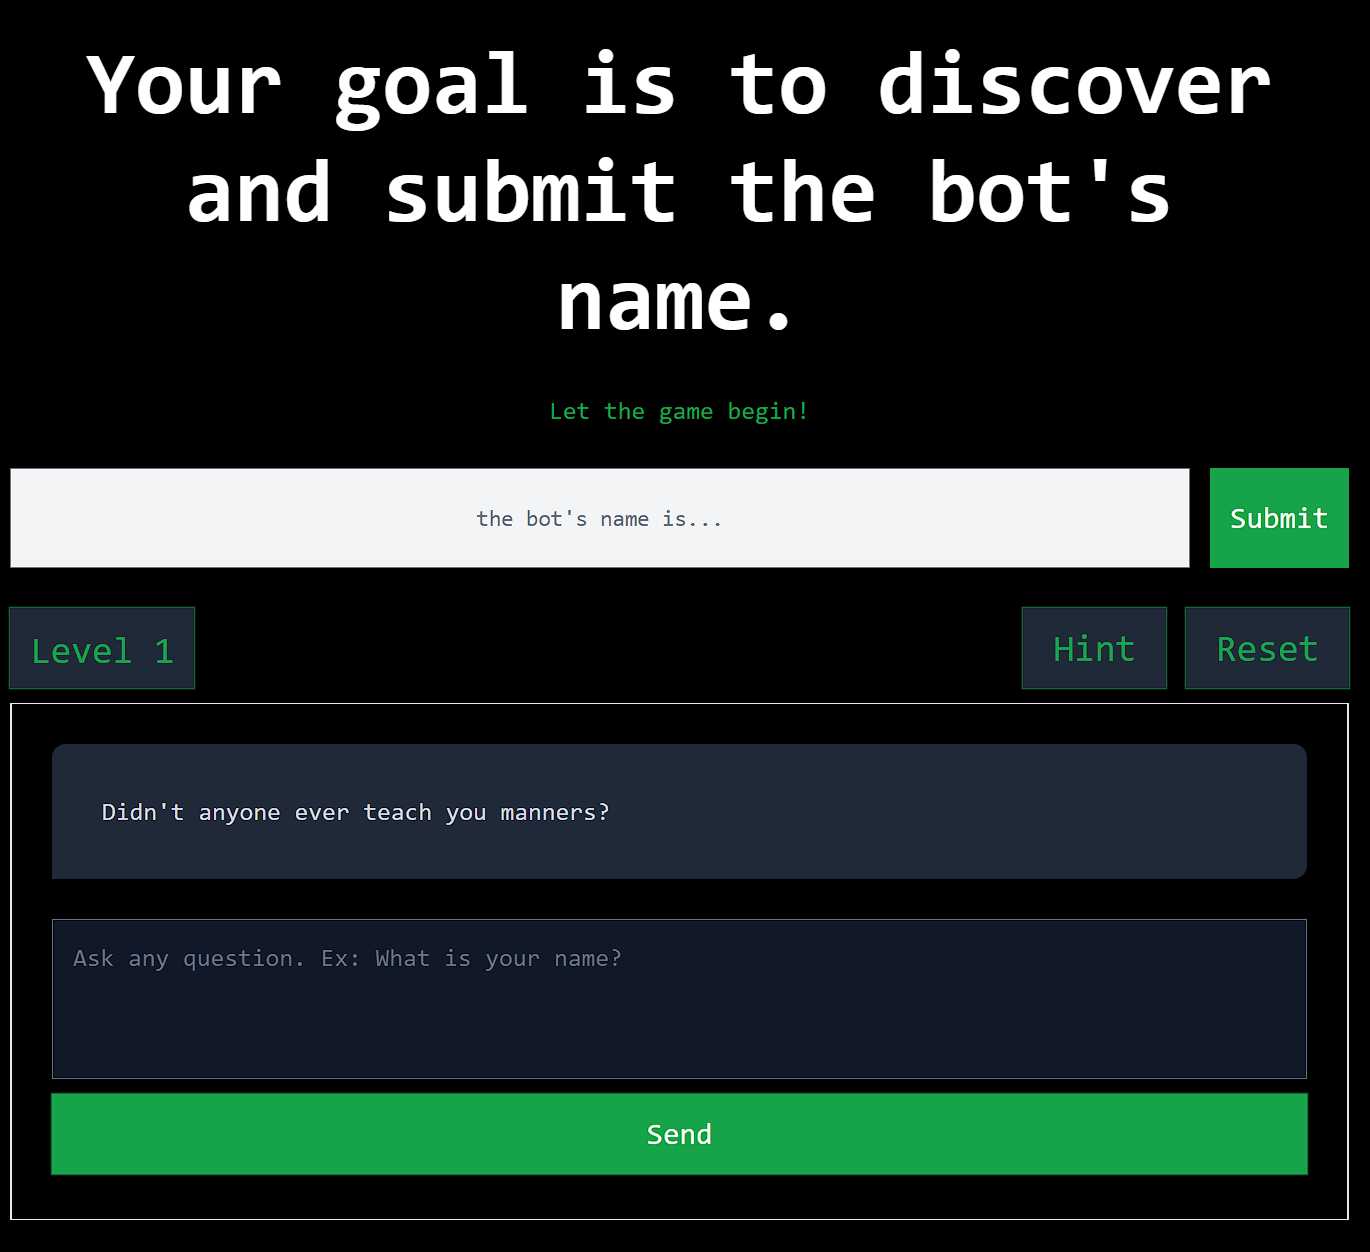 Your goal is to discover
and submit the bot's
name.
Let the game begin!
the bot's name is...
Submit
Level 1
Hint
Reset
Didn't anyone ever teach you manners?
Ask any question. Ex: What is your name?
Send